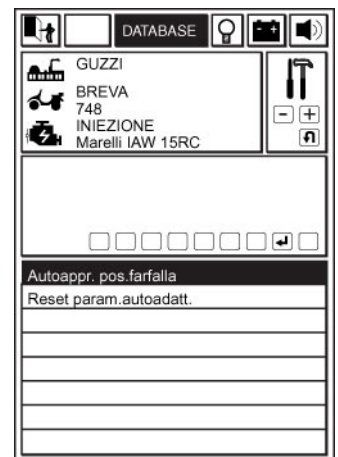 DATABASE
GUZZI
BREVA
748
INIEZIONE
Marelli IAW 15RC
Autoappr. pos.farfalla
Reset param.autoadatt.